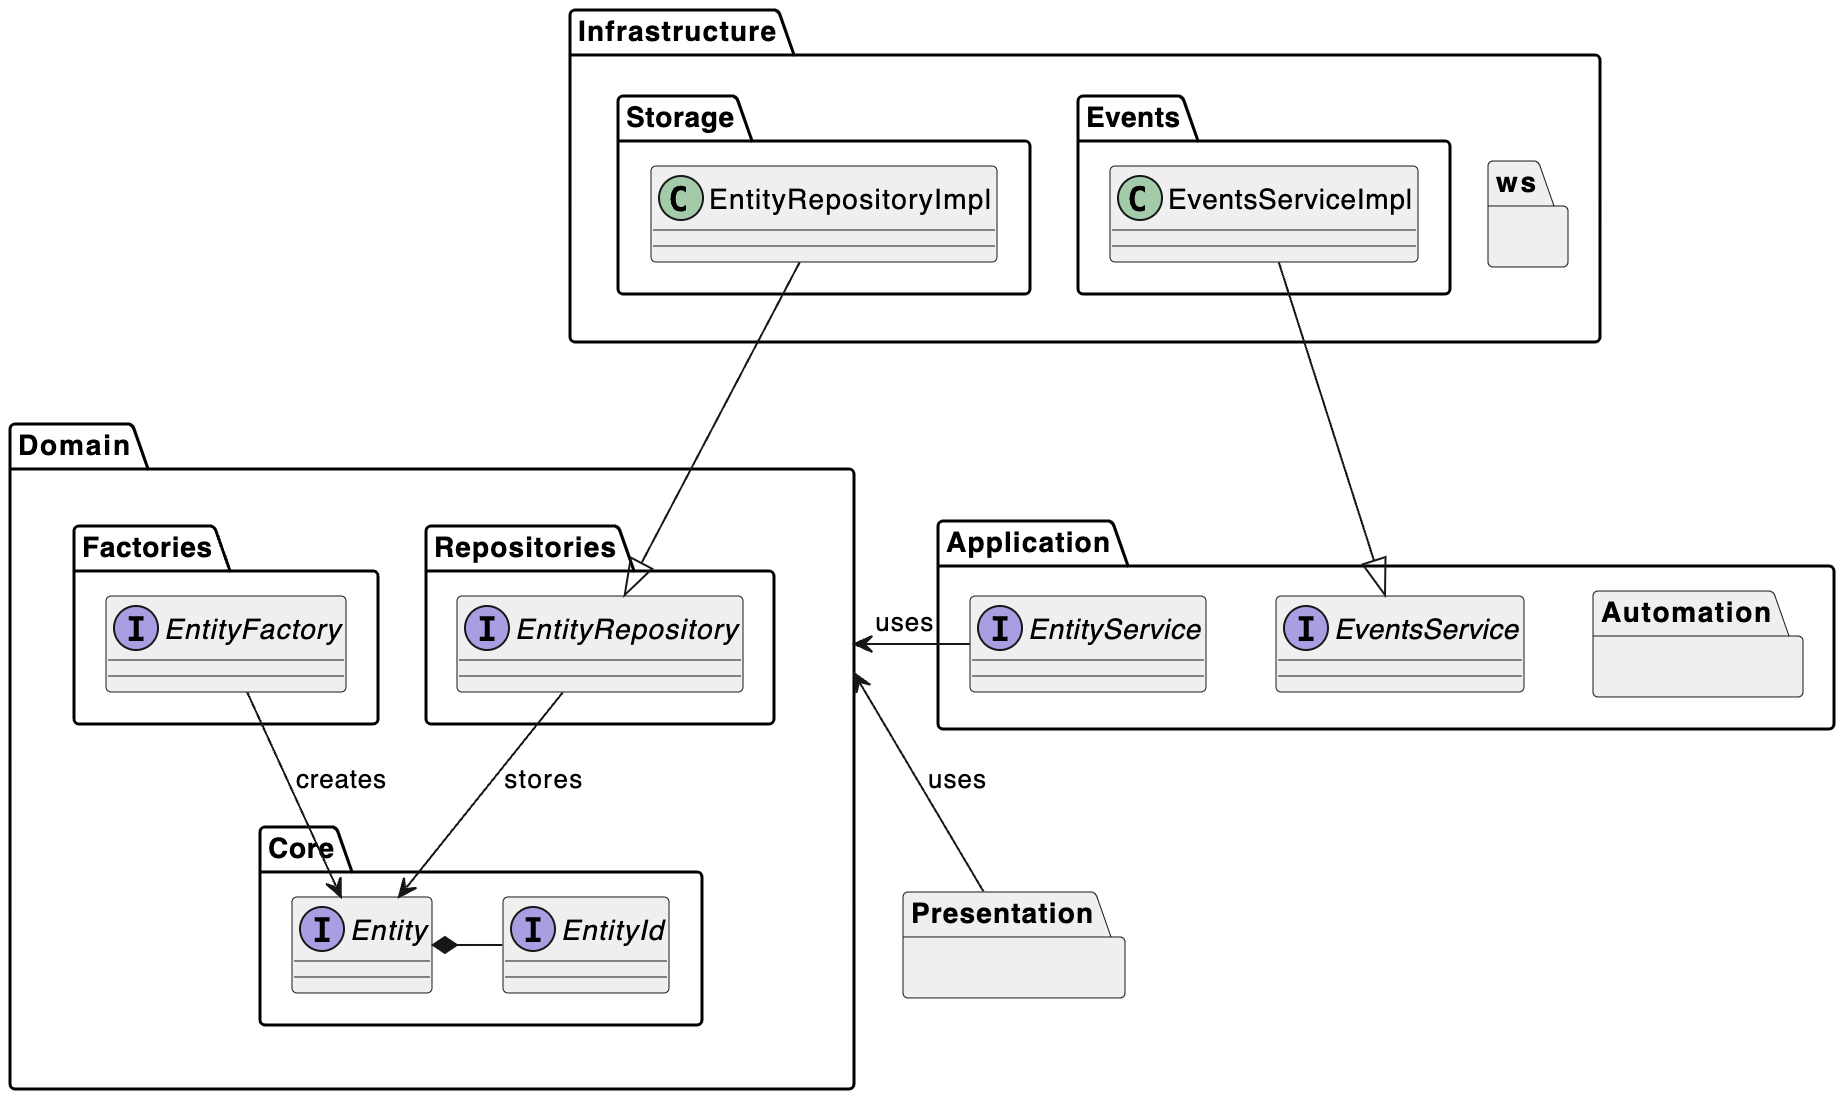 Infrastructure
Storage
Events
C EntityRepositoryImpl
C EventsServiceImpl
ws
Domain
Factories
Repositories
Application
I EntityFactory
I EntityRepository
uses
I EntityService
I EventsService
Automation
creates
stores
uses
Core
I Entity
I EntityId
Presentation